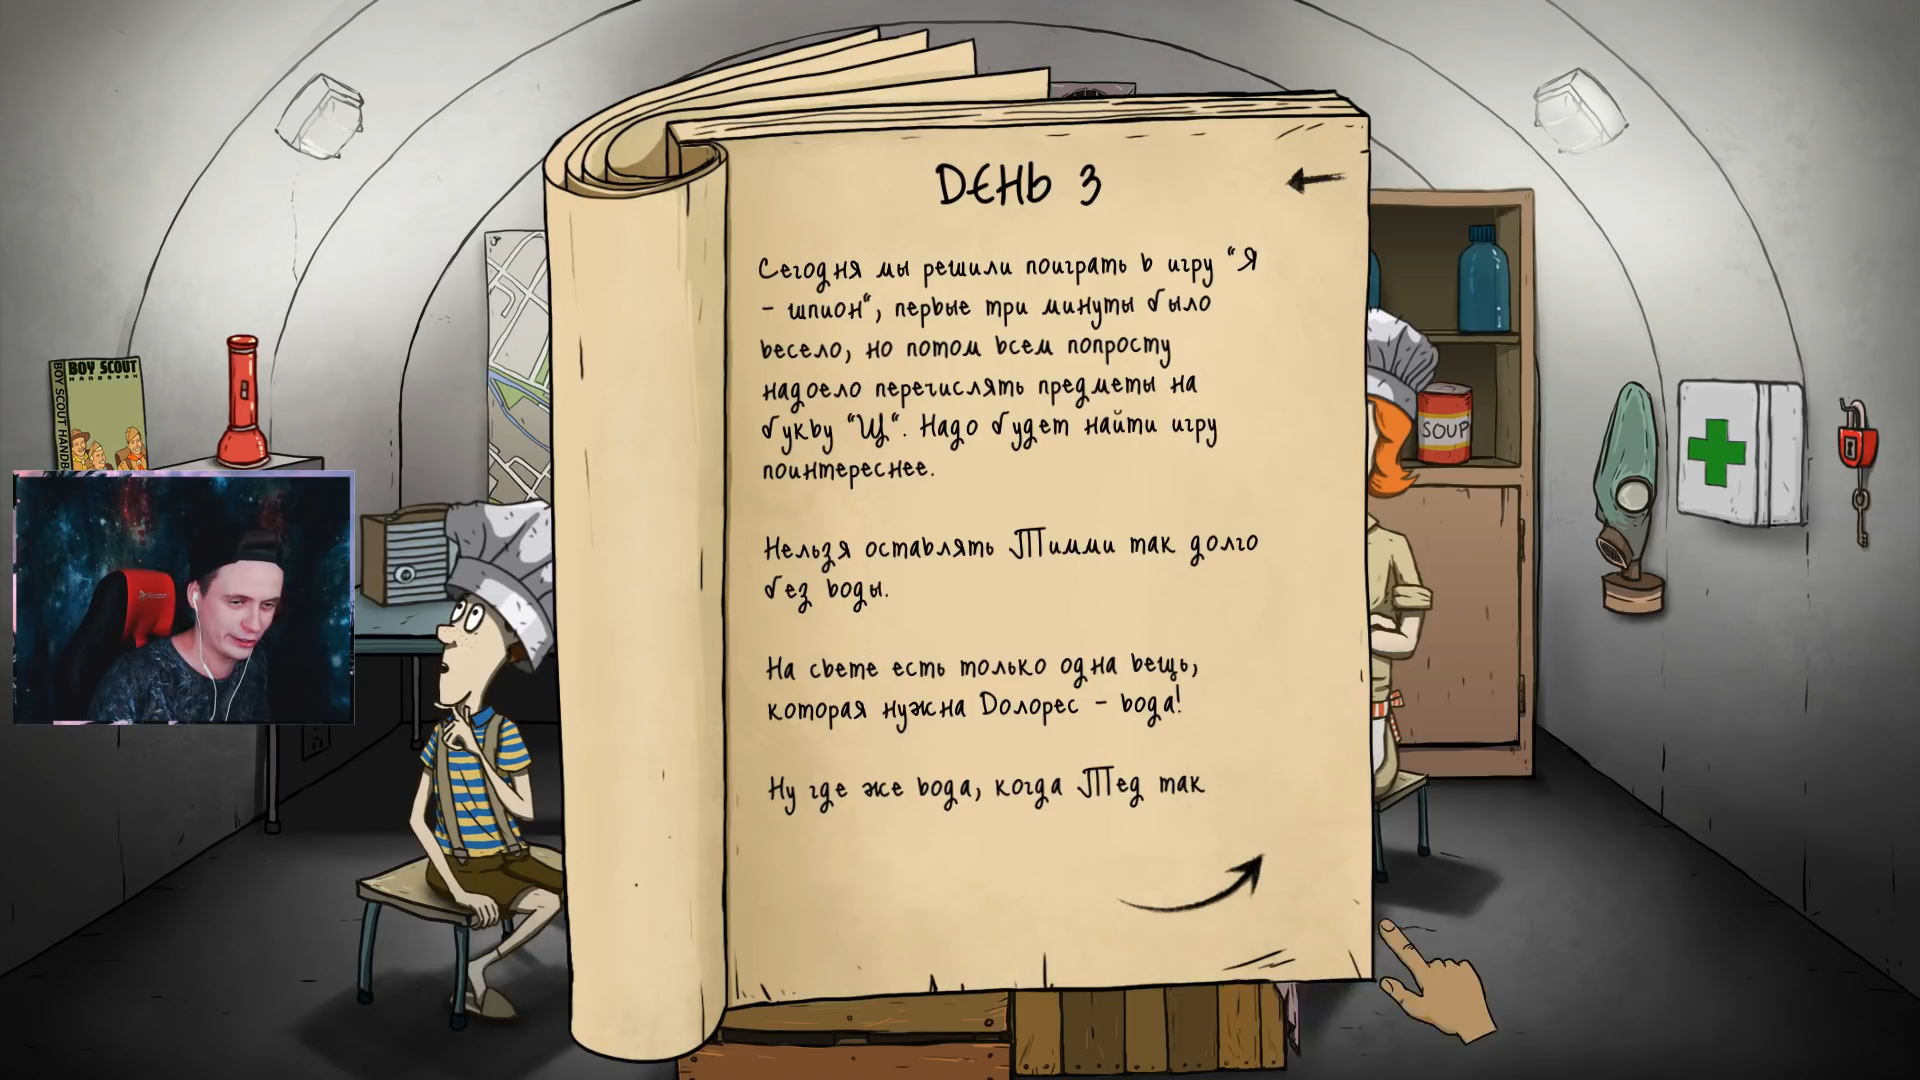 ДЕНЬ 3
Сегодня мы решили поиграть в игру "Я
- шпион", первые три минуты было
весело, но потом всем попросту
надоело перечислять предметы на
букву "Щ". Надо будет найти игру
поинтереснее.
Нельзя оставлять Тимми так долго
без воды.
На свете есть только одна вещь,
которая нужна Долорес - вода!
Ну где же вода, когда Тед так
BOY SCOUT
HANDBOOK
BOY SCOUT HANDB
SOUP